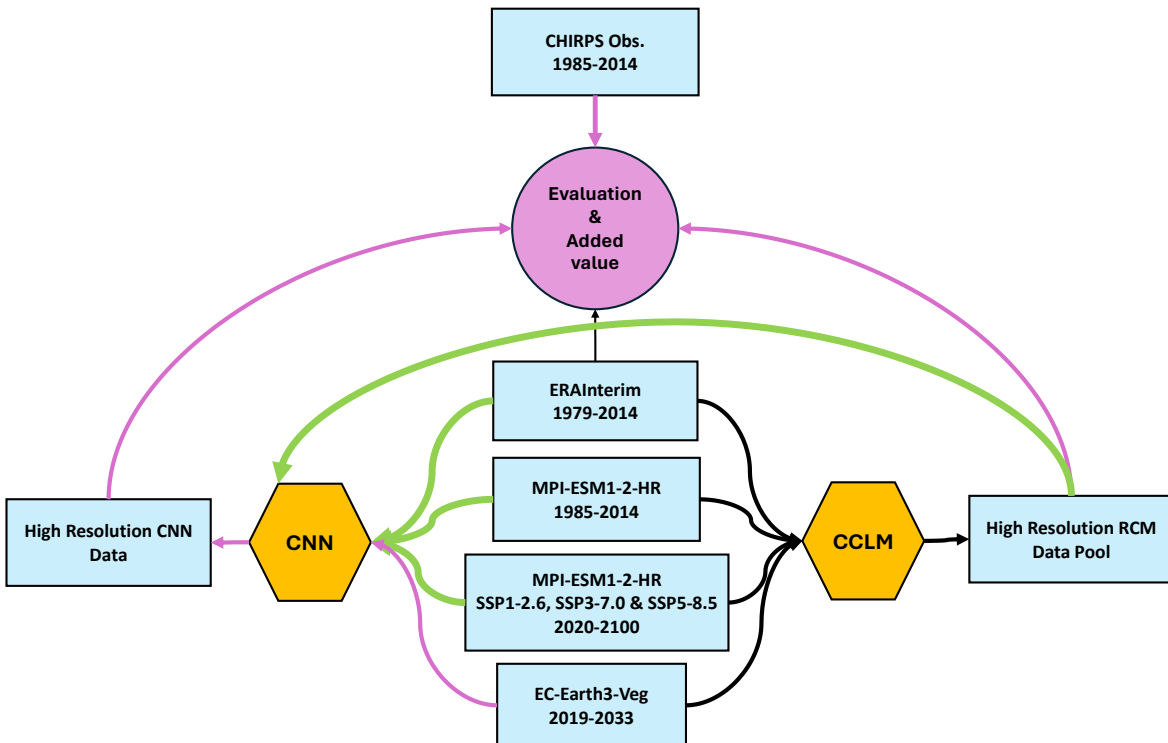 CHIRPS Obs.
1985-2014
Evaluation
&
Added
value
ERAInterim
1979-2014
MPI-ESM1-2-HR
1985-2014
High Resolution CNN
Data
CNN
CCLM
High Resolution RCM
Data Pool
MPI-ESM1-2-HR
SSP1-2.6, SSP3-7.0 & SSP5-8.5
2020-2100
EC-Earth3-Veg
2019-2033